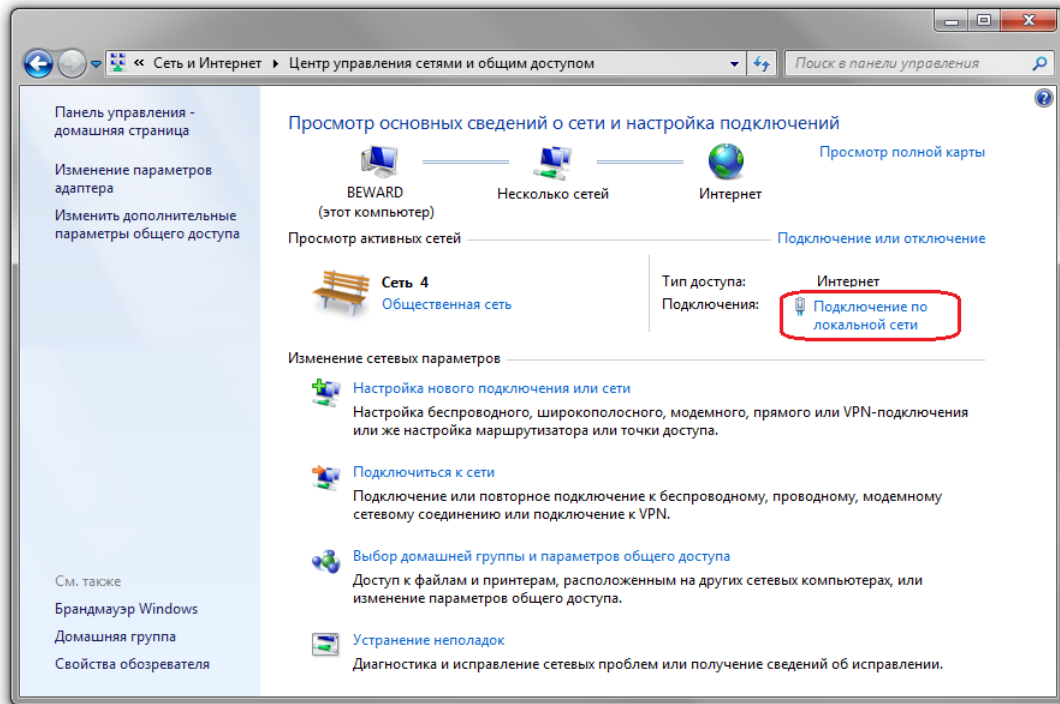 « Сеть и Интернет ▸ Центр управления сетями и общим доступом
Поиск в панели управления
Панель управления -
домашняя страница
Изменение параметров
адаптера
Изменить дополнительные
параметры общего доступа
См. также
Брандмауэр Windows
Домашняя группа
Свойства обозревателя
Просмотр основных сведений о сети и настройка подключений
Просмотр полной карты
BEWARD
(этот компьютер)
Несколько сетей
Интернет
Просмотр активных сетей
Подключение или отключение
Сеть 4
Общественная сеть
Тип доступа: Интернет
Подключения: Подключение по
локальной сети
Изменение сетевых параметров
Настройка нового подключения или сети
Настройка беспроводного, широкополосного, модемного, прямого или VPN-подключения
или же настройка маршрутизатора или точки доступа.
Подключиться к сети
Подключение или повторное подключение к беспроводному, проводному, модемному
сетевому соединению или подключение к VPN.
Выбор домашней группы и параметров общего доступа
Доступ к файлам и принтерам, расположенным на других сетевых компьютерах, или
изменение параметров общего доступа.
Устранение неполадок
Диагностика и исправление сетевых проблем или получение сведений об исправлении.